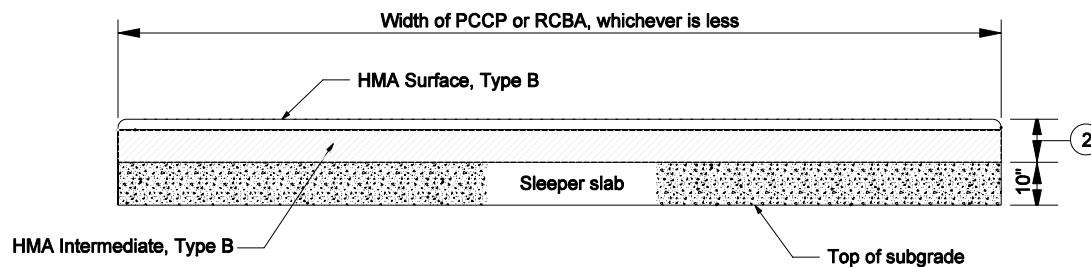 Width of PCCP or RCBA, whichever is less
HMA Surface, Type B
2
Sleeper slab
10"
HMA Intermediate, Type B
Top of subgrade